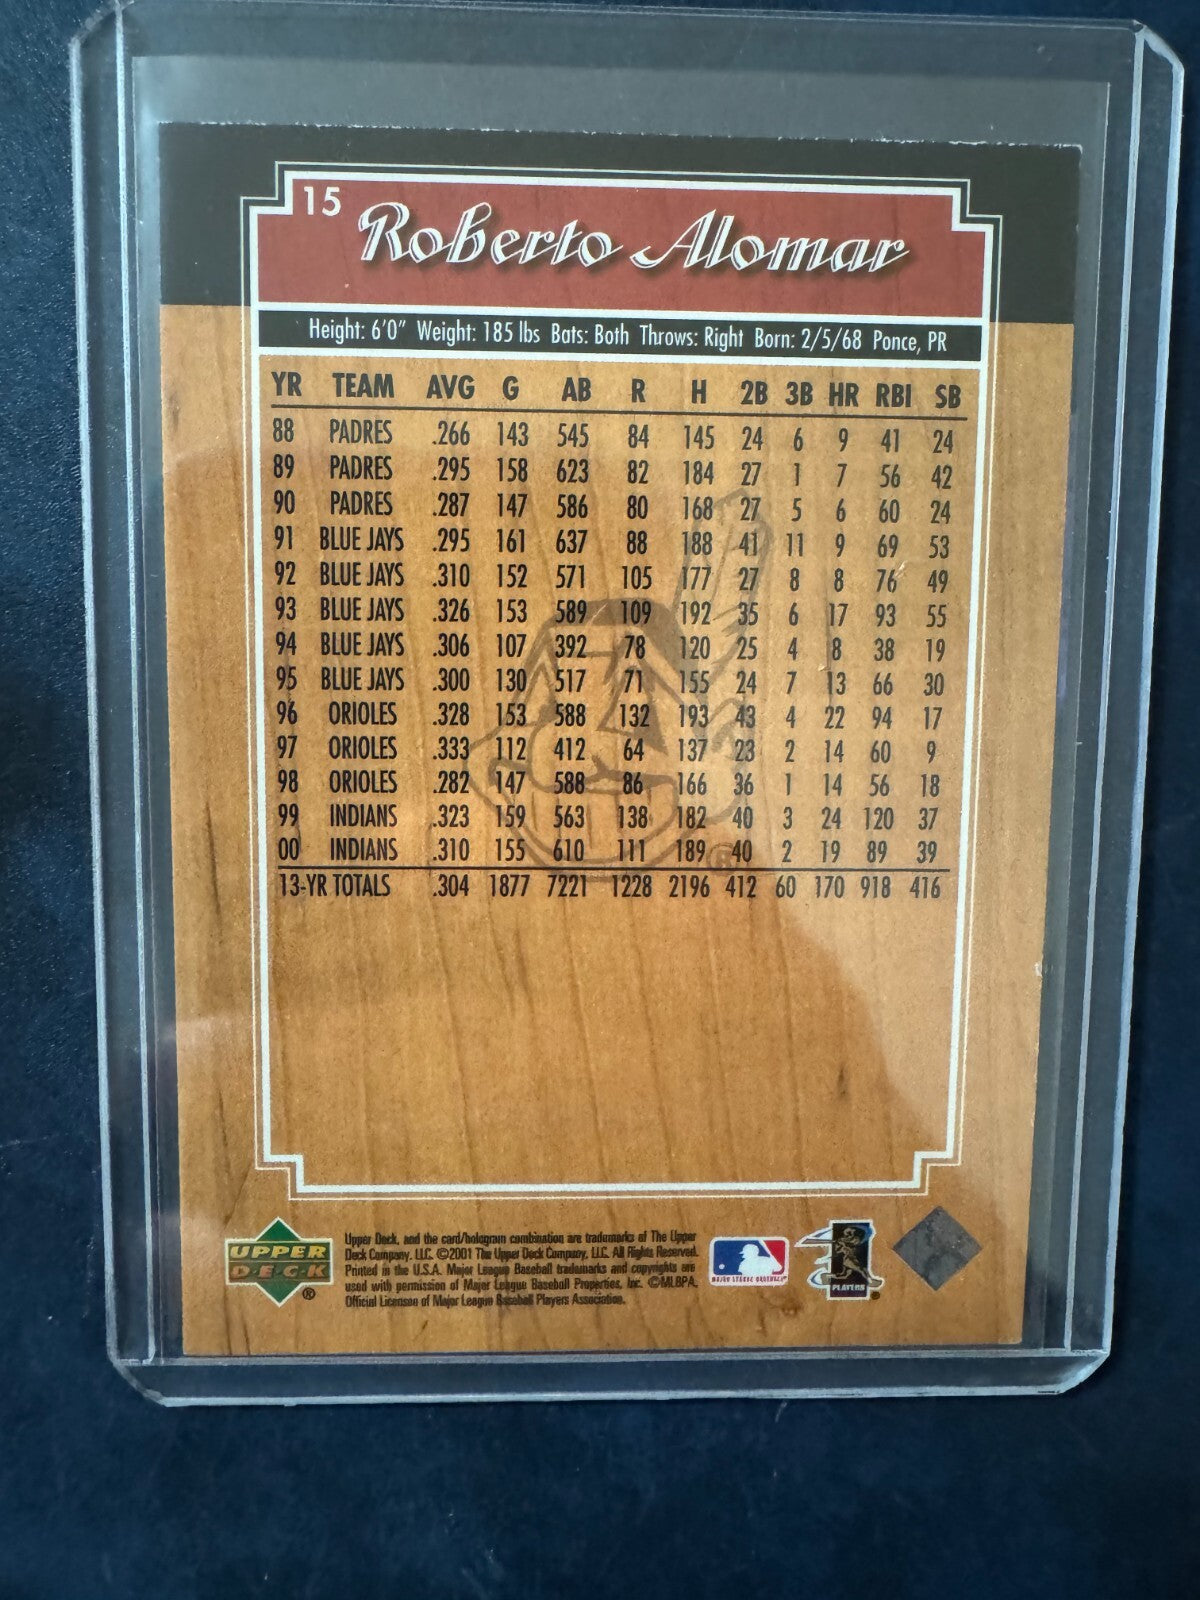 15
Roberto Alomar
Height: 6'0" Weight: 185 lbs Bats: Both Throws: Right Born: 2/5/68 Ponce, PR
YR TEAM AVG G AB R H 2B 3B HR RBI SB
88 PADRES .266 143 545 84 145 24 6 9 41 24
89 PADRES .295 158 623 82 184 27 1 7 56 42
90 PADRES .287 147 586 80 168 27 5 6 60 24
91 BLUE JAYS .295 161 637 88 188 41 11 9 69 53
92 BLUE JAYS .310 152 571 105 177 27 8 8 76 49
93 BLUE JAYS .326 153 589 109 192 35 6 17 93 55
94 BLUE JAYS .306 107 392 78 120 25 4 8 38 19
95 BLUE JAYS .300 130 517 71 155 24 7 13 66 30
96 ORIOLES .328 153 588 132 193 43 4 22 94 17
97 ORIOLES .333 112 412 64 137 23 2 14 60 9
98 ORIOLES .282 147 588 86 166 36 1 14 56 18
99 INDIANS .323 159 563 138 182 40 3 24 120 37
00 INDIANS .310 155 610 111 189 40 2 19 89 39
®
13-YR TOTALS .304 1877 7221 1228 2196 412 60 170 918 416
UPPER
D·E·C·K
®
Upper Deck, and the card/hologram combination are trademarks of The Upper
Deck Company, LLC. ©2001 The Upper Deck Company, LLC. All Rights Reserved.
Printed in the U.S.A. Major League Baseball trademarks and copyrights are
used with permission of Major League Baseball Properties, Inc. ©MLBPA.
Official Licensee of Major League Baseball Players Association.
MAJOR LEAGUE BASEBALL
PLAYERS